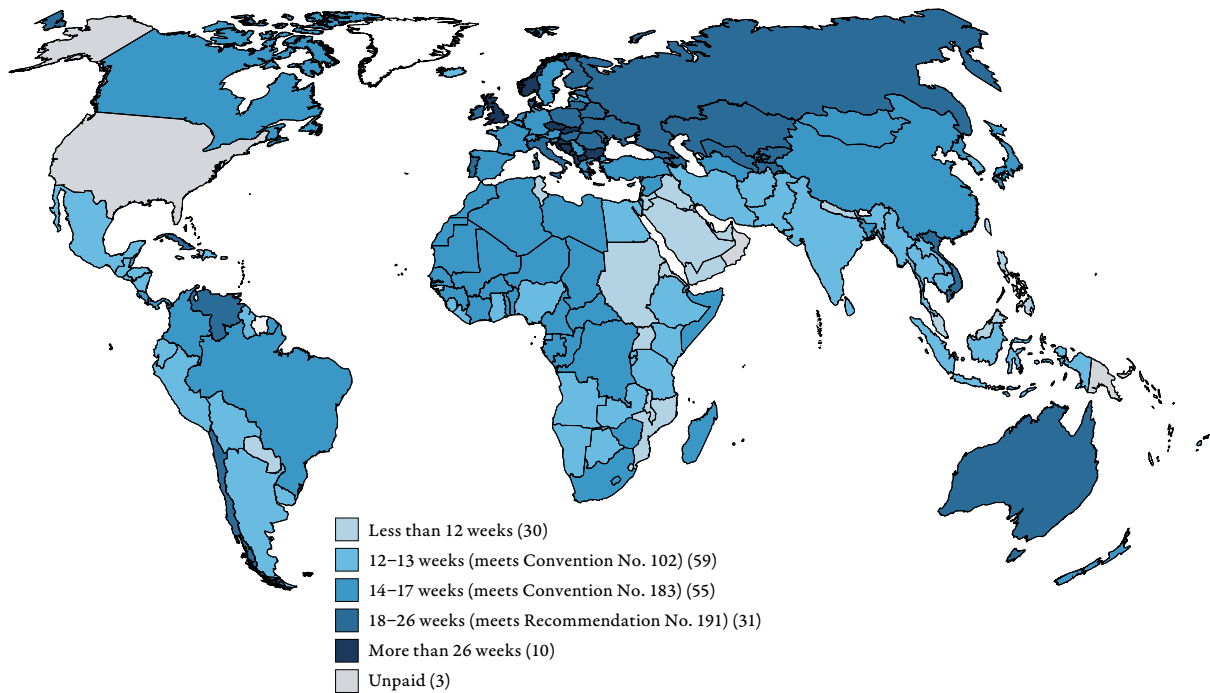 Less than 12 weeks (30)
12–13 weeks (meets Convention No. 102) (59)
14–17 weeks (meets Convention No. 183) (55)
18–26 weeks (meets Recommendation No. 191) (31)
More than 26 weeks (10)
Unpaid (3)